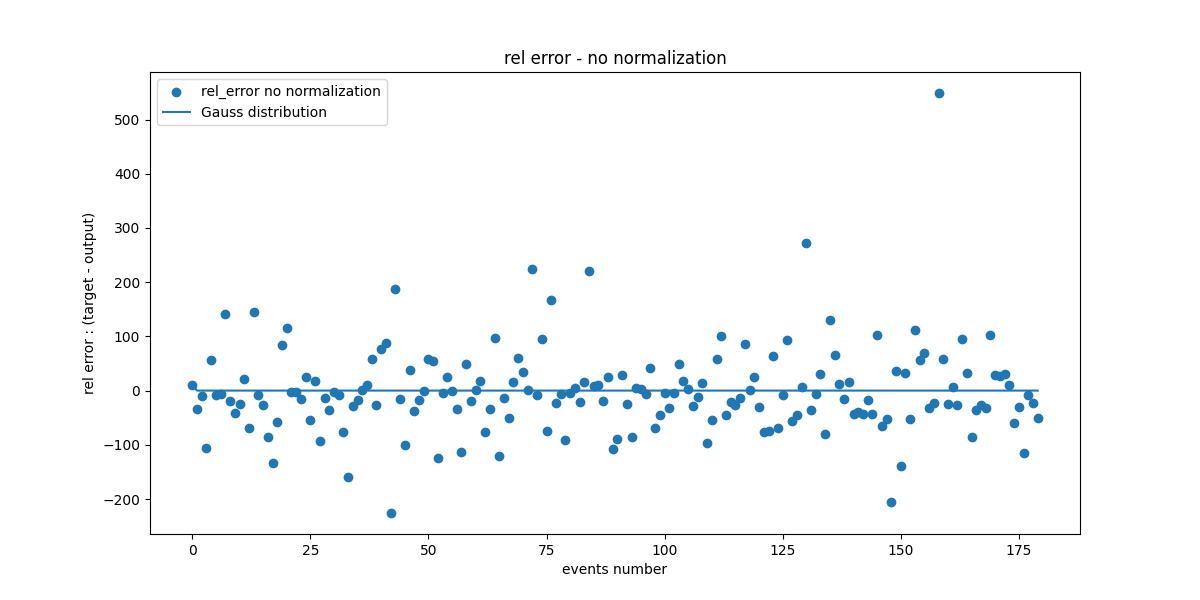 rel error - no normalization
rel_error no normalization
Gauss distribution
rel error : (target - output)
500
400
300
200
100
0
−100
−200
0 25 50 75 100 125 150 175
events number